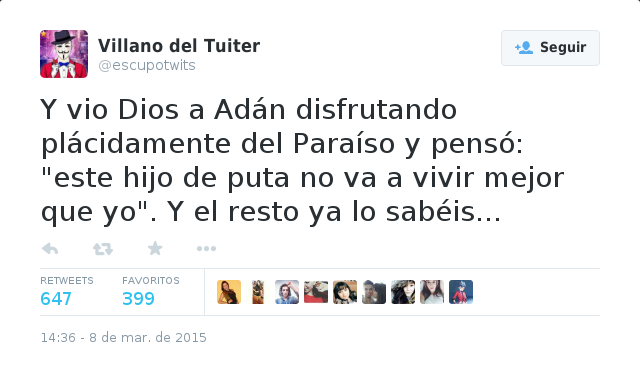 Villano del Tuiter
@escupotwits
Seguir
Y vio Dios a Adán disfrutando
plácidamente del Paraíso y pensó:
"este hijo de puta no va a vivir mejor
que yo". Y el resto ya lo sabéis...
RETWEETS
647
FAVORITOS
399
14:36 - 8 de mar. de 2015